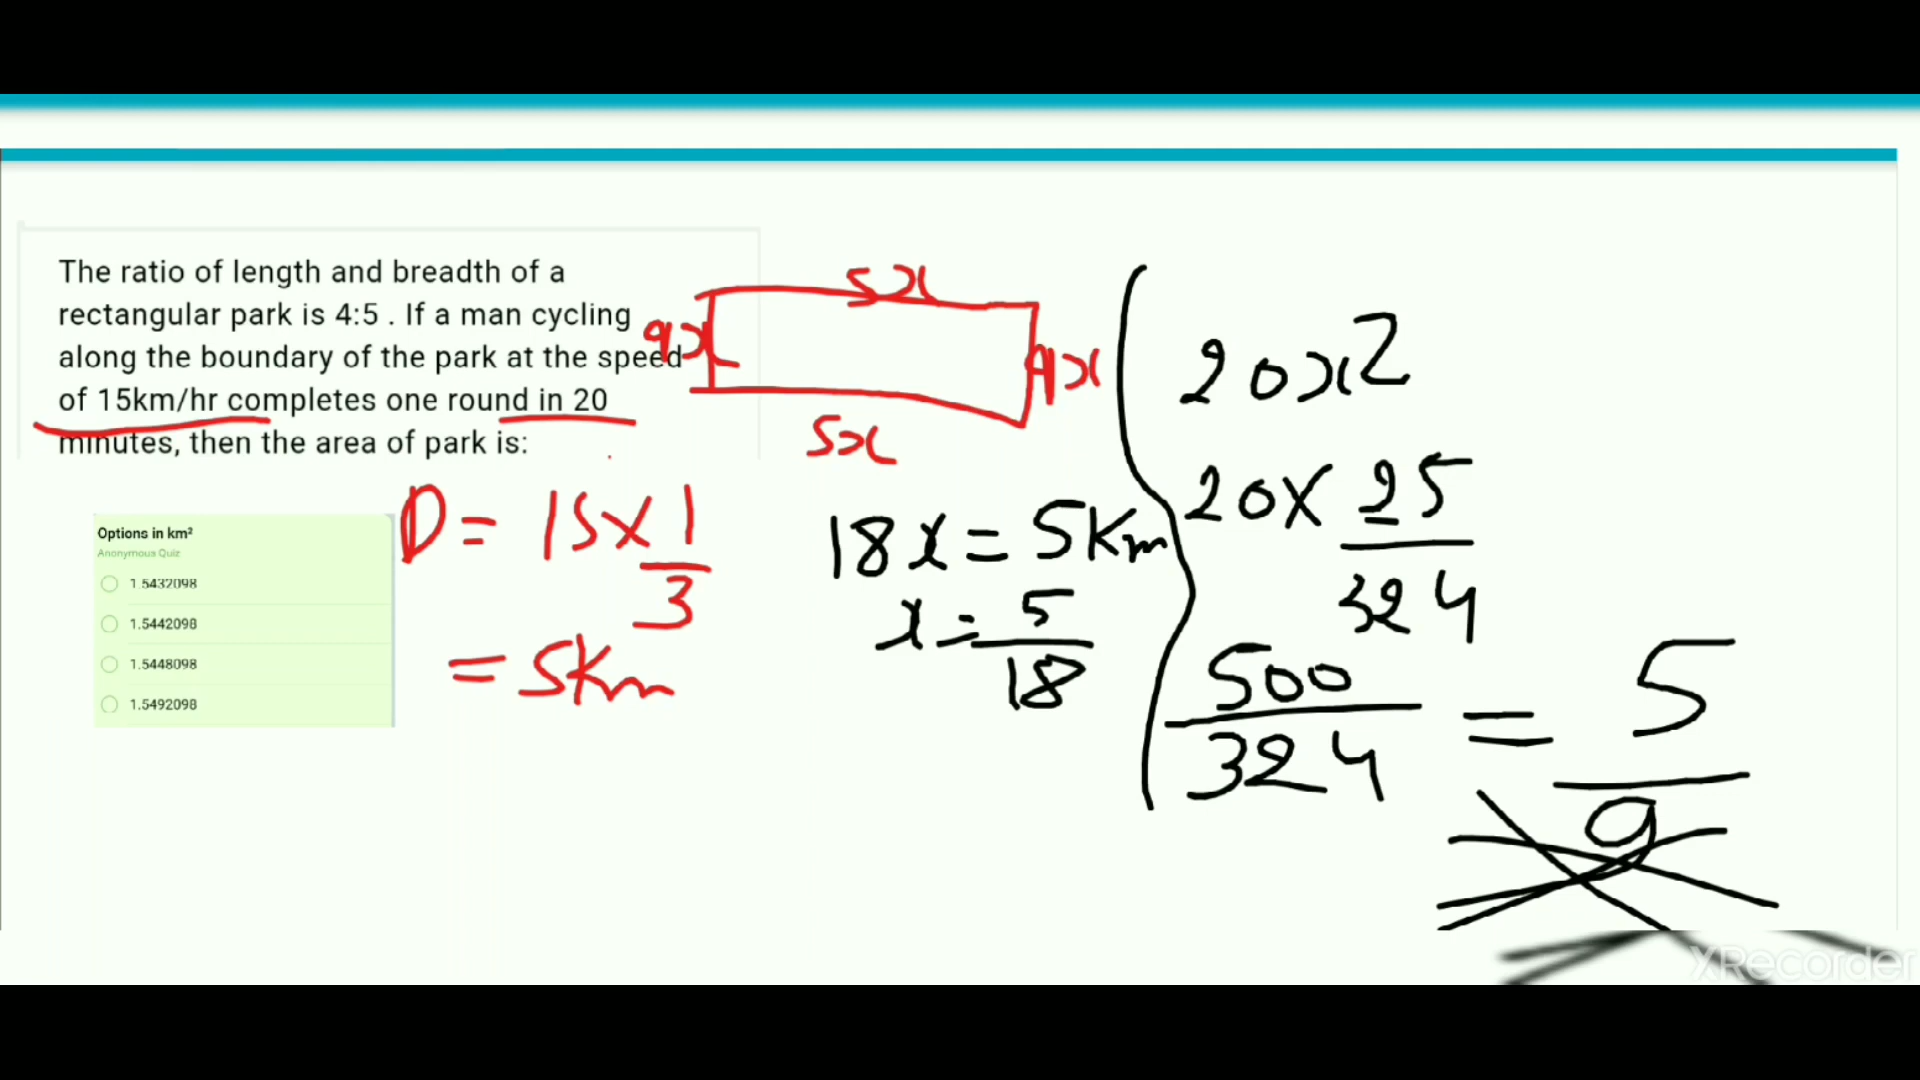 The ratio of length and breadth of a
rectangular park is 4:5 . If a man cycling
along the boundary of the park at the speed
of 15km/hr completes one round in 20
minutes, then the area of park is:
Options in km²
Anonymous Quiz
1.5432098
1.5442098
1.5448098
1.5492098
5x
4x
4x
5x
D = 15 x 1
3
= 5Km
18x = 5Km
x = 5
18
20x2
20 X 25
324
500
324
= 5
9
XRecorder